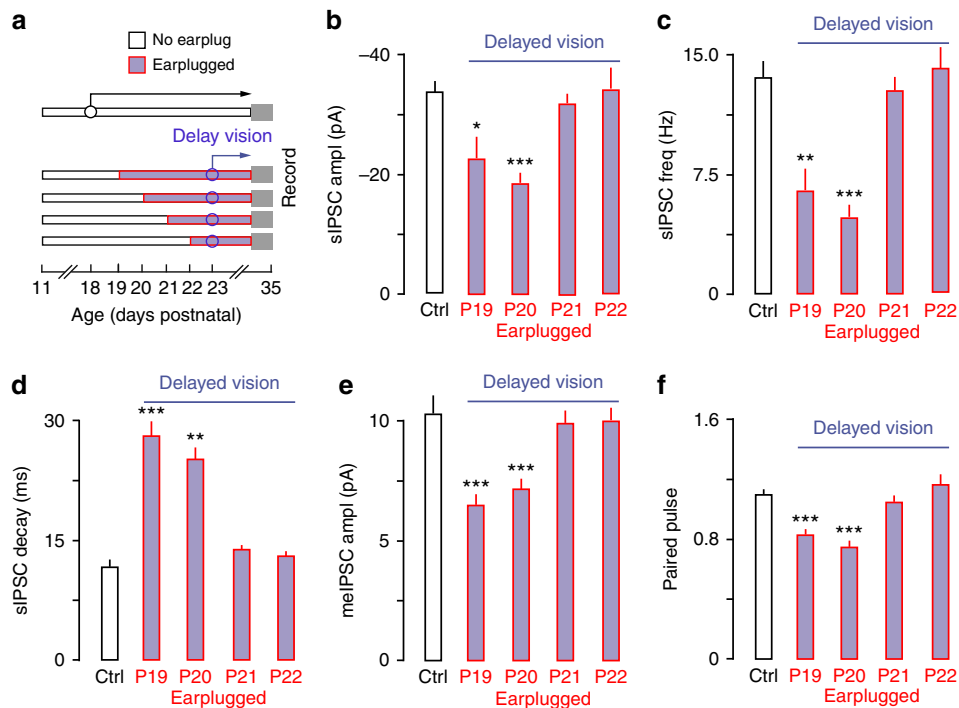 a
No earplug
Earplugged
Delay vision
Record
11 18 19 20 21 22 23 35
Age (days postnatal)
b
Delayed vision
–40
–20
0
sIPSC ampl (pA)
*
***
Ctrl P19 P20 P21 P22
Earplugged
c
Delayed vision
15.0
7.5
0
sIPSC freq (Hz)
**
***
Ctrl P19 P20 P21 P22
Earplugged
d
Delayed vision
30
15
0
sIPSC decay (ms)
***
**
Ctrl P19 P20 P21 P22
Earplugged
e
Delayed vision
10
5
0
meIPSC ampl (pA)
***
***
Ctrl P19 P20 P21 P22
Earplugged
f
1.6
Delayed vision
0.8
0
Paired pulse
***
***
Ctrl P19 P20 P21 P22
Earplugged